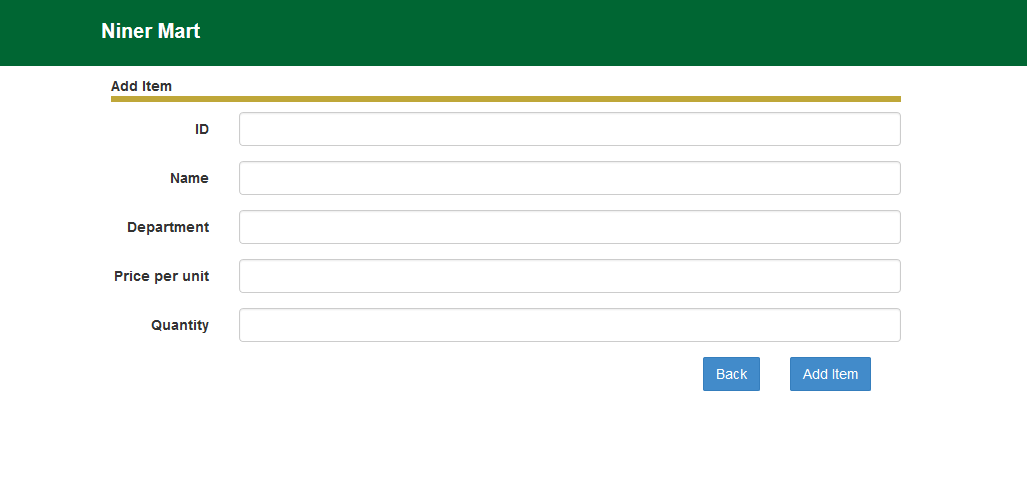 Niner Mart
Add Item
ID
Name
Department
Price per unit
Quantity
Back Add Item